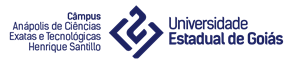 Câmpus
Anápolis de Ciências
Exatas e Tecnológicas
Henrique Santillo
Universidade
Estadual de Goiás